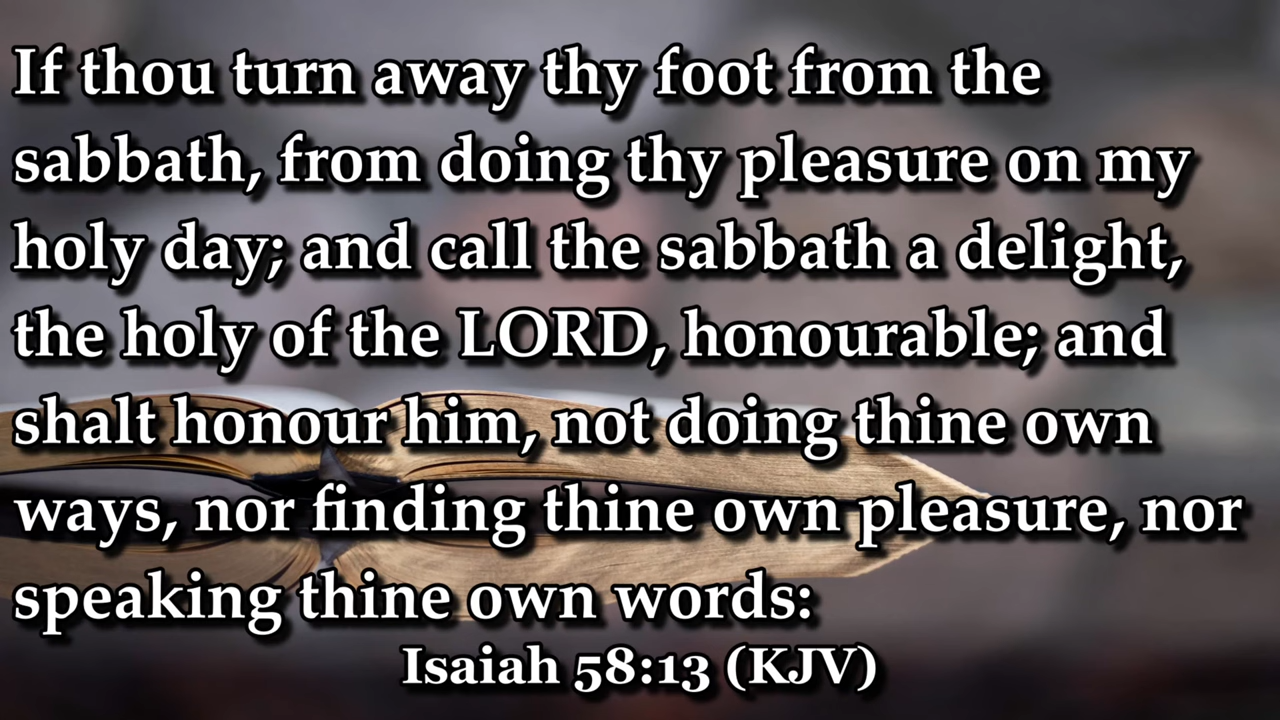 If thou turn away thy foot from the
sabbath, from doing thy pleasure on my
holy day; and call the sabbath a delight,
the holy of the LORD, honourable; and
shalt honour him, not doing thine own
ways, nor finding thine own pleasure, nor
speaking thine own words:
Isaiah 58:13 (KJV)